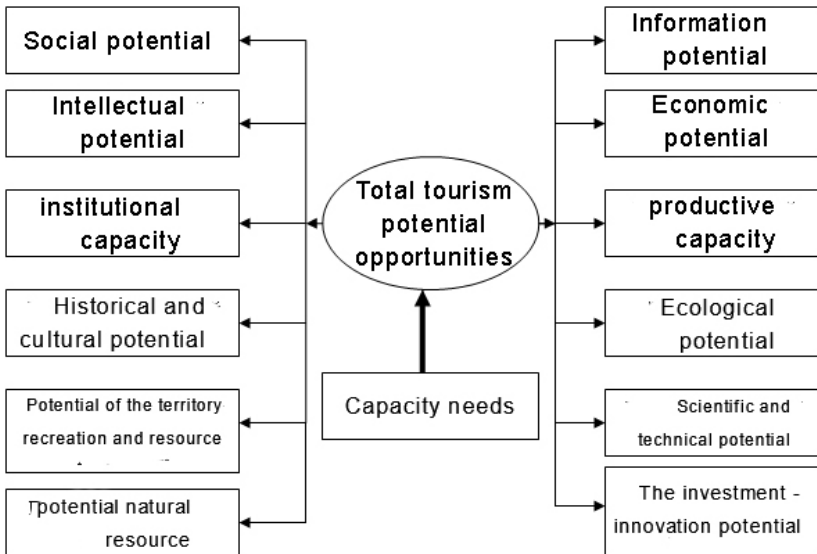 Social potential
Intellectual
potential
institutional
capacity
Historical and
cultural potential
Potential of the territory
recreation and resource
potential natural
resource
Total tourism
potential
opportunities
Capacity needs
Information
potential
Economic
potential
productive
capacity
Ecological
potential
Scientific and
technical potential
The investment -
innovation potential